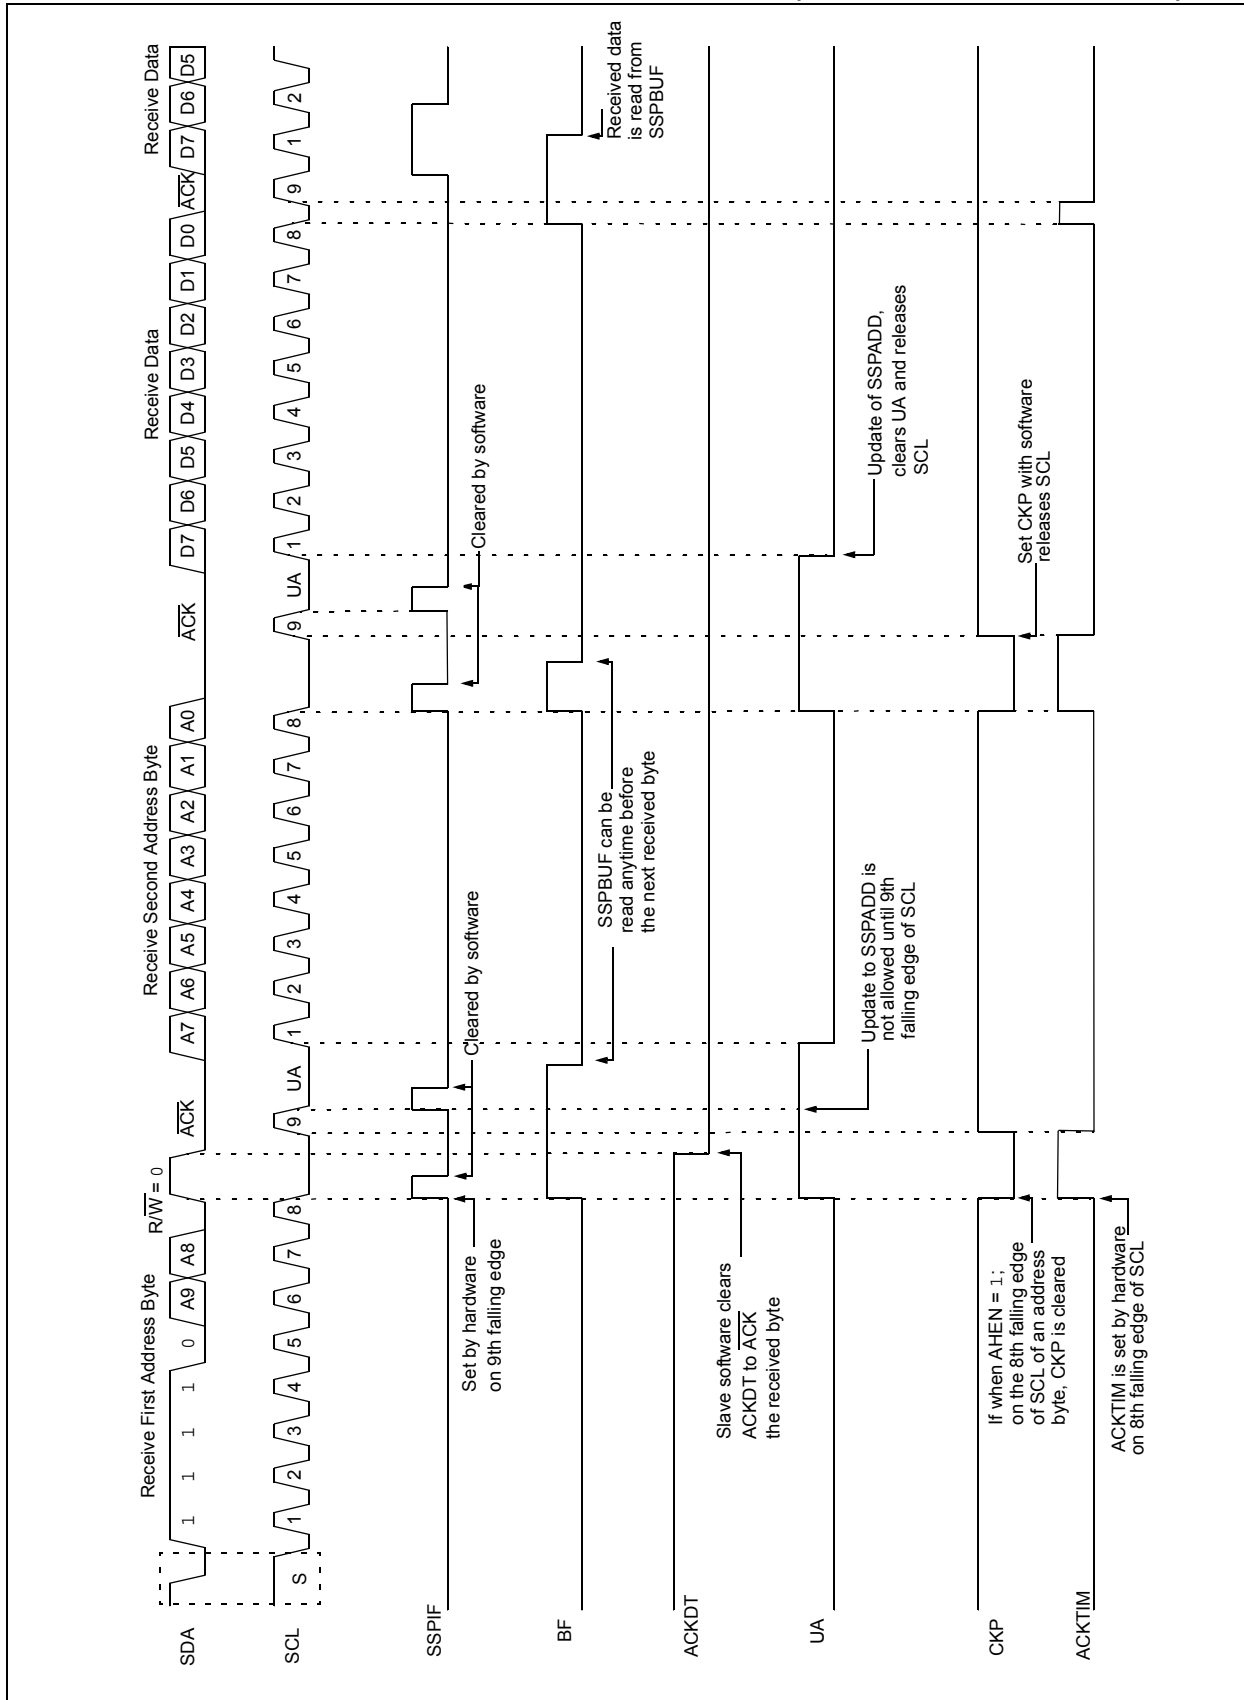 Receive First Address Byte
R/W = 0
ACK
Receive Second Address Byte
ACK
Receive Data
ACK
Receive Data
SDA
1 1 1 1 0 A9 A8 A7 A6 A5 A4 A3 A2 A1 A0 D7 D6 D5 D4 D3 D2 D1 D0 D7 D6 D5
SCL
S 1 2 3 4 5 6 7 8 9 UA 1 2 3 4 5 6 7 8 9 UA 1 2 3 4 5 6 7 8 9 1 2
SSPIF
Set by hardware
on 9th falling edge
Cleared by software
Cleared by software
BF
SSPBUF can be
read anytime before
the next received byte
Received data
is read from
SSPBUF
ACKDT
Slave software clears
ACKDT to ACK
the received byte
UA
Update to SSPADD is
not allowed until 9th
falling edge of SCL
Update of SSPADD,
clears UA and releases
SCL
CKP
If when AHEN = 1;
on the 8th falling edge
of SCL of an address
byte, CKP is cleared
Set CKP with software
releases SCL
ACKTIM
ACKTIM is set by hardware
on 8th falling edge of SCL